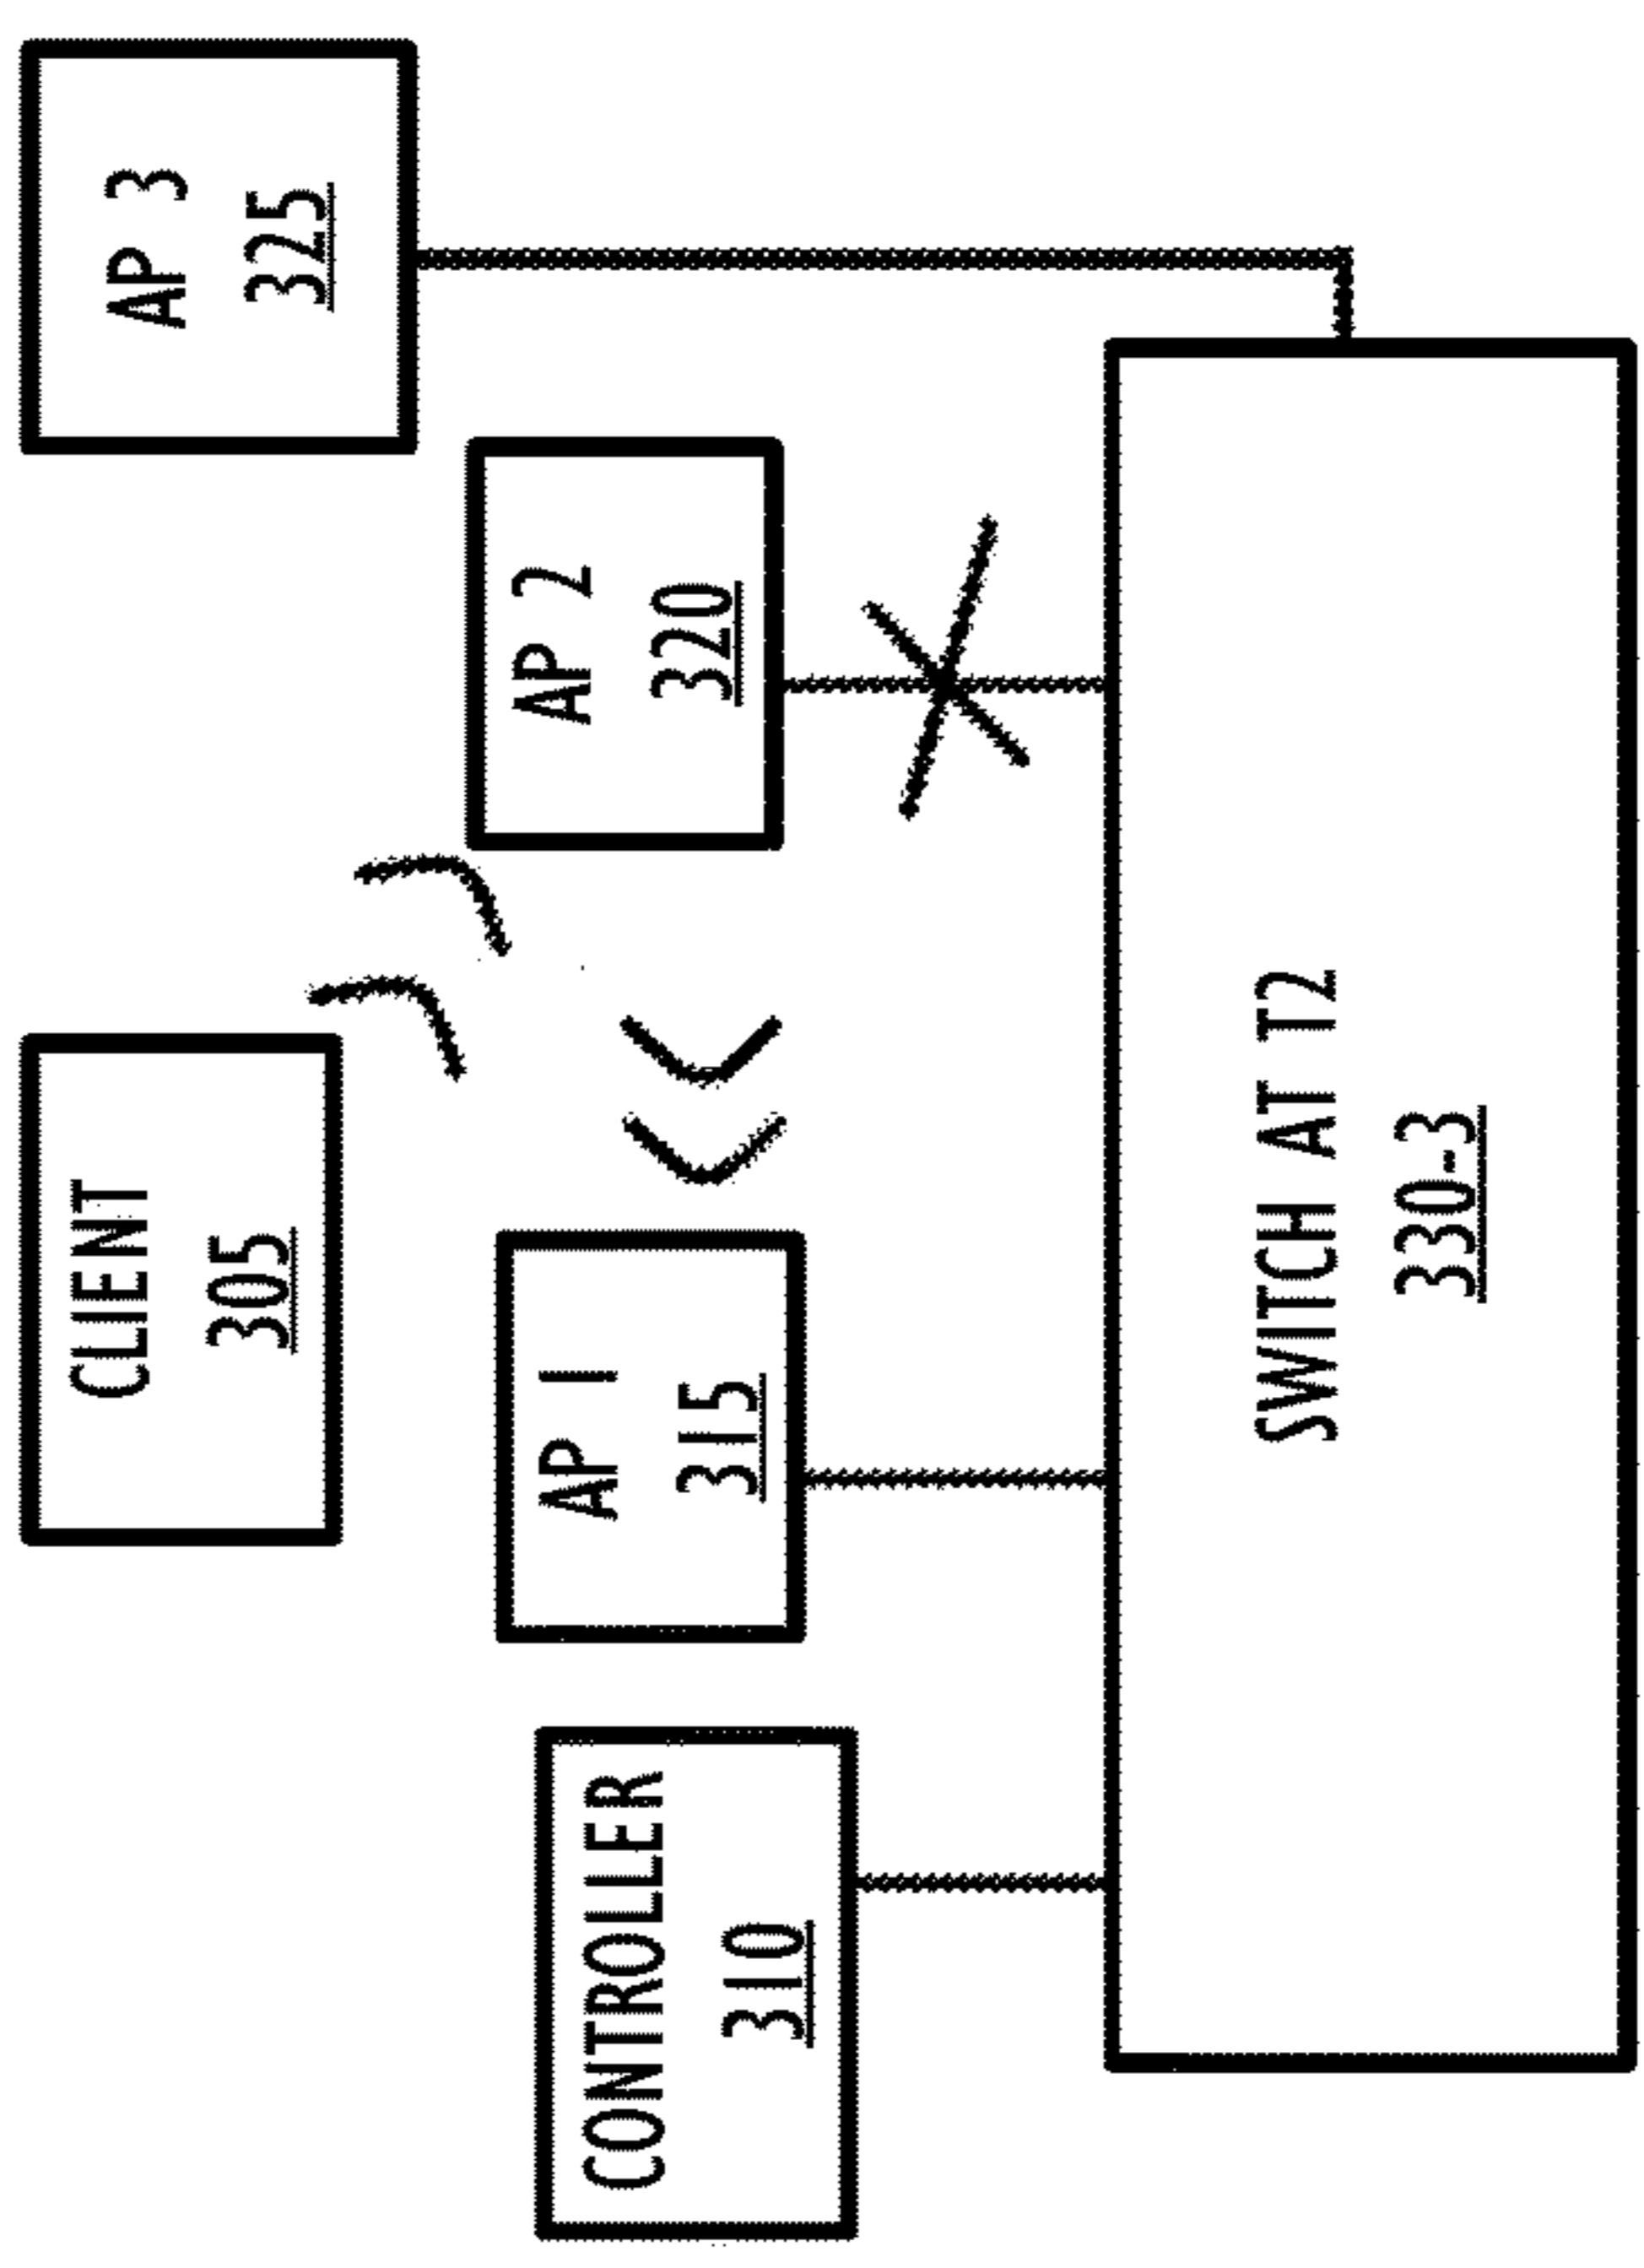 CLIENT
305
AP 3
325
CONTROLLER
310
AP 1
315
AP 2
320
SWITCH AT T2
330-3